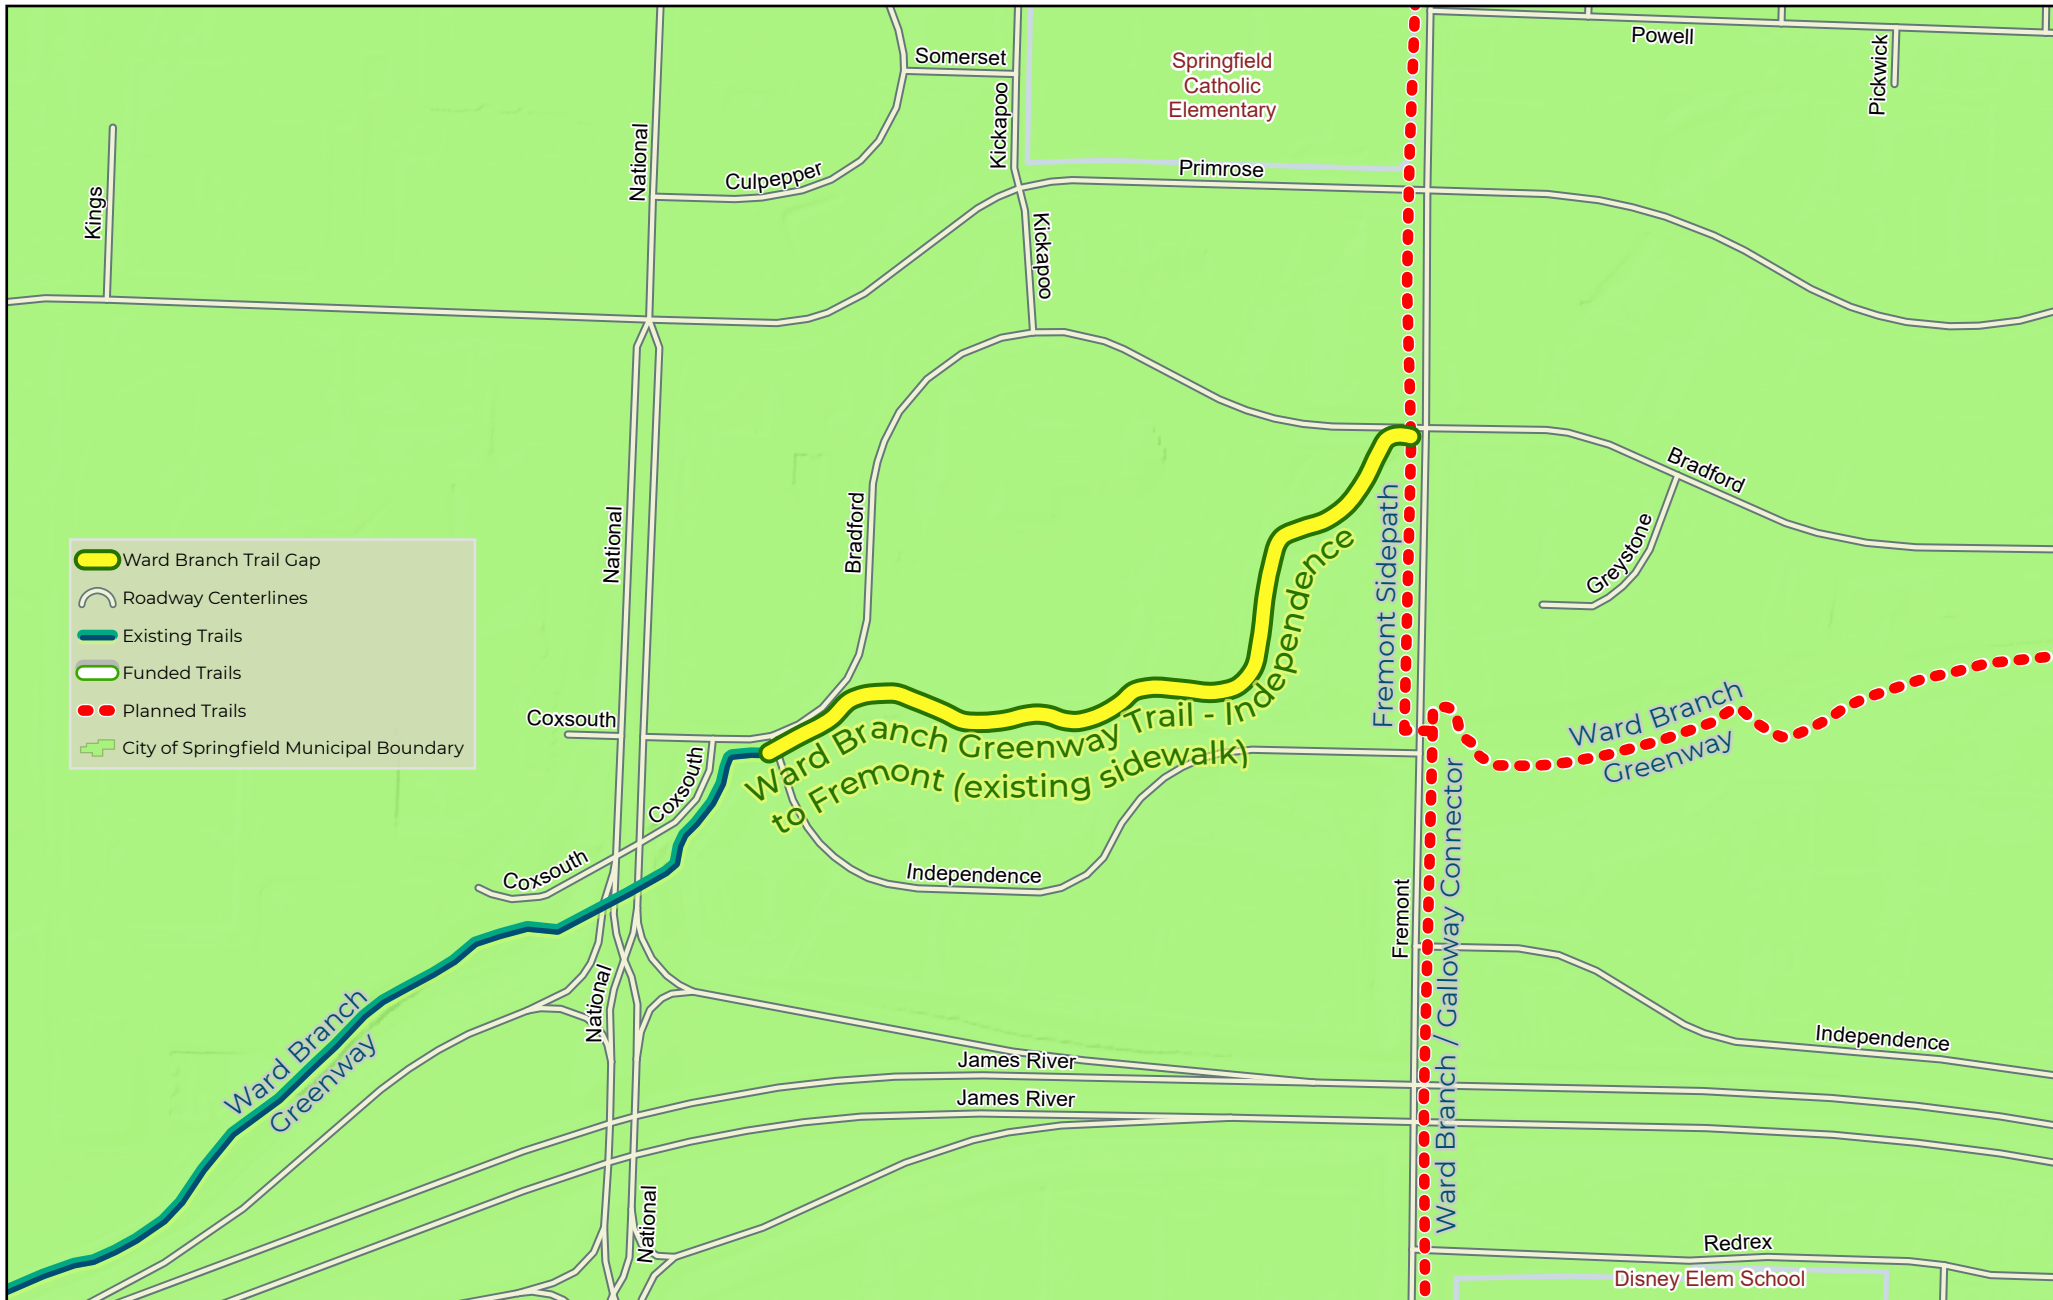 Somerset
Springfield
Catholic
Elementary
Powell
Pickwick
Kickapoo
National
Culpepper
Primrose
Kings
Kickapoo
Bradford
Bradford
National
Greystone
Fremont Sidepath
Ward Branch Trail Gap
Roadway Centerlines
Existing Trails
Funded Trails
Planned Trails
City of Springfield Municipal Boundary
Coxsouth
Coxsouth
Coxsouth
Ward Branch Greenway Trail - Independence
to Fremont (existing sidewalk)
Ward Branch
Greenway
Independence
Fremont
Ward Branch / Galloway Connector
National
Ward Branch
Greenway
Independence
James River
James River
National
Redrex
Disney Elem School